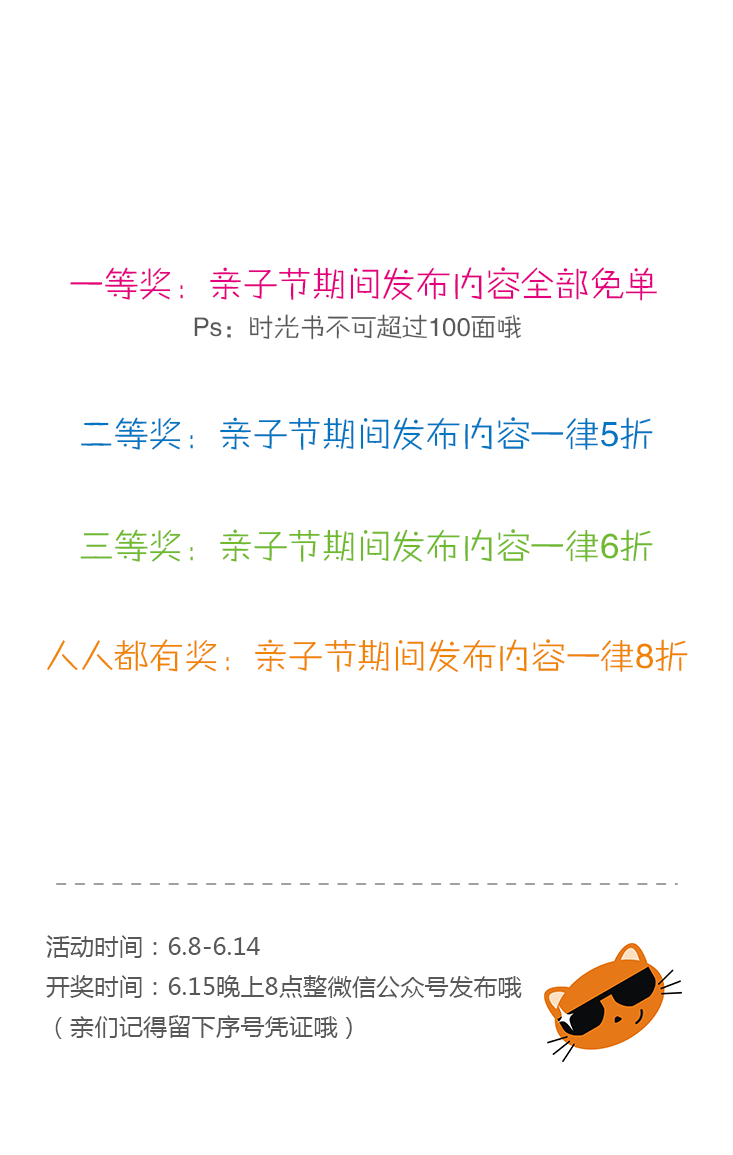 一等奖：亲子节期间发布内容全部免单
Ps：时光书不可超过100面哦
二等奖：亲子节期间发布内容一律5折
三等奖：亲子节期间发布内容一律6折
人人都有奖：亲子节期间发布内容一律8折
活动时间：6.8-6.14
开奖时间：6.15晚上8点整微信公众号发布哦
（亲们记得留下序号凭证哦）